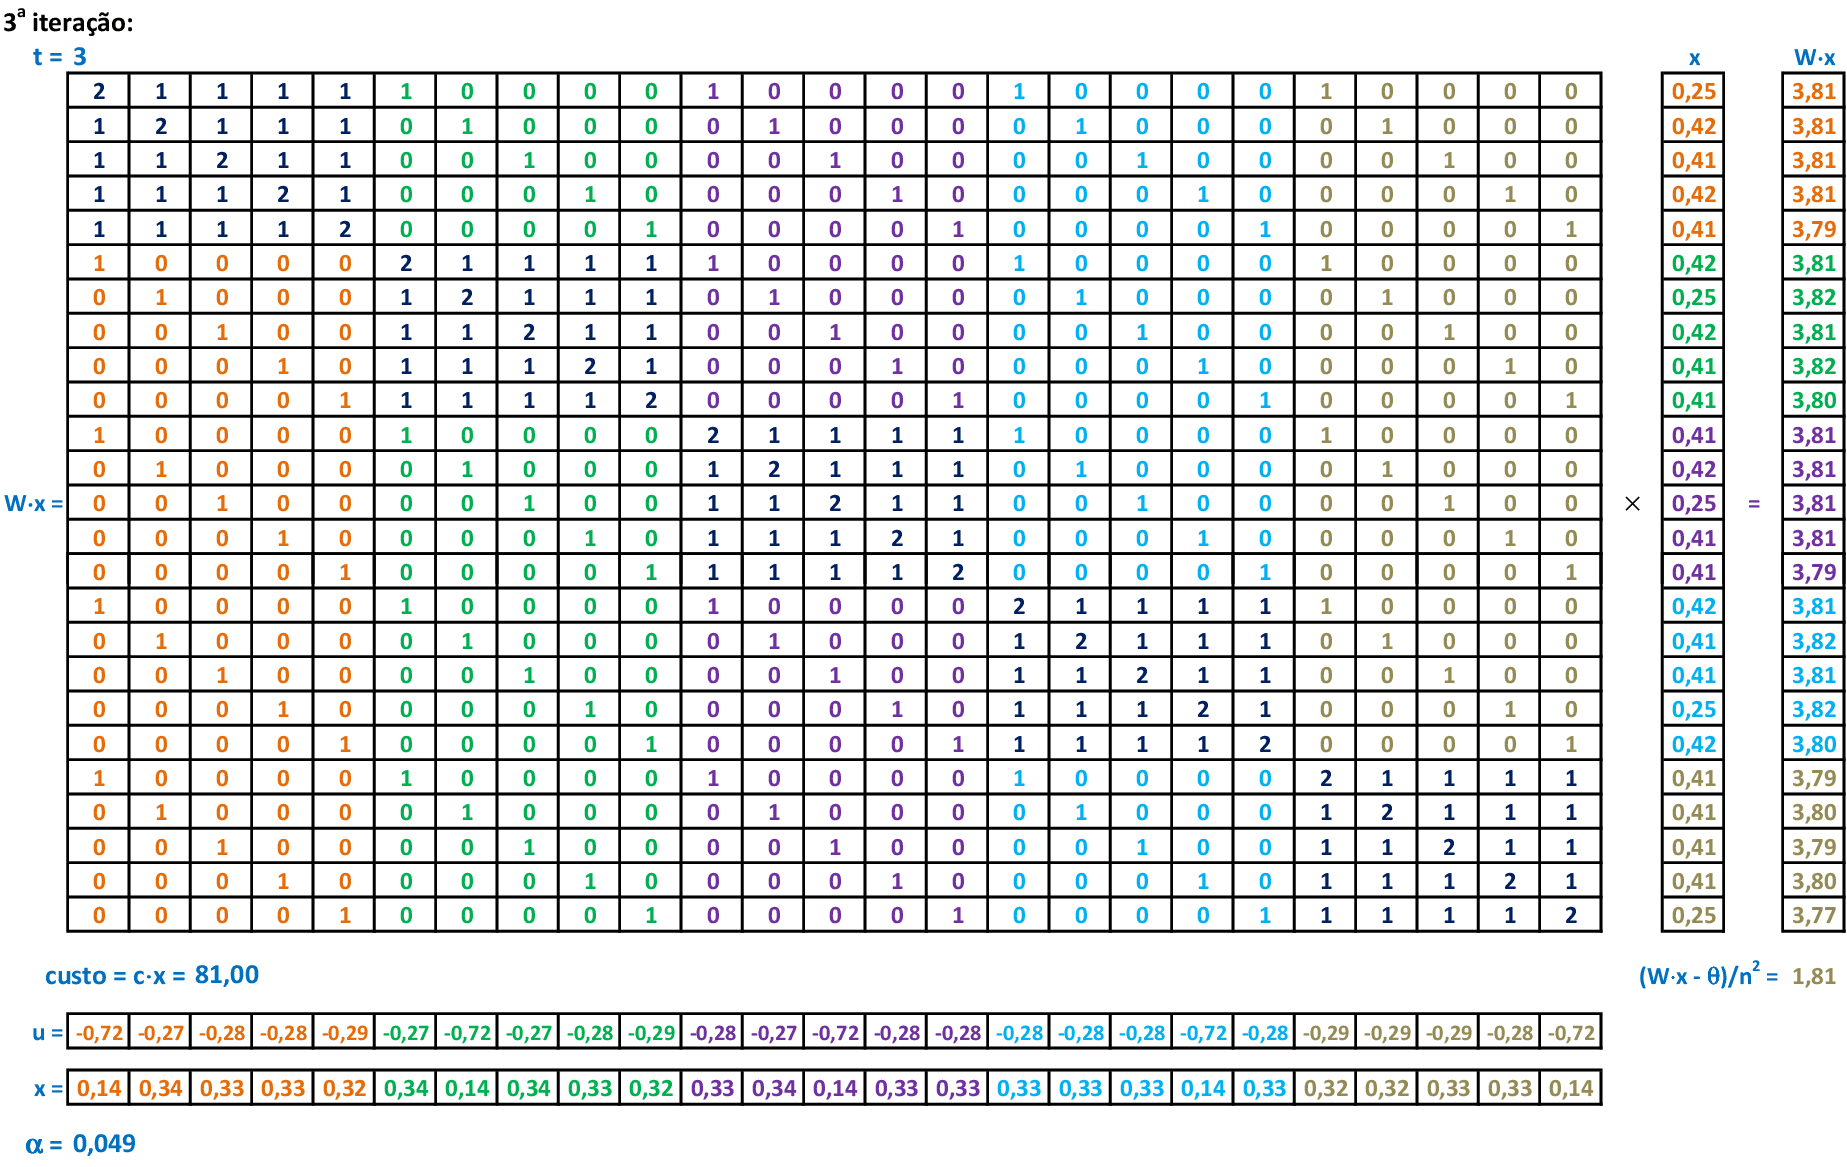 3ª iteração:
t = 3
x W·x
2 1 1 1 1 1 0 0 0 0 1 0 0 0 0 1 0 0 0 0 1 0 0 0 0 0,25 3,81
1 2 1 1 1 0 1 0 0 0 0 1 0 0 0 0 1 0 0 0 0 1 0 0 0 0,42 3,81
1 1 2 1 1 0 0 1 0 0 0 0 1 0 0 0 0 1 0 0 0 0 1 0 0 0,41 3,81
1 1 1 2 1 0 0 0 1 0 0 0 0 1 0 0 0 0 1 0 0 0 0 1 0 0,42 3,81
1 1 1 1 2 0 0 0 0 1 0 0 0 0 1 0 0 0 0 1 0 0 0 0 1 0,41 3,79
1 0 0 0 0 2 1 1 1 1 1 0 0 0 0 1 0 0 0 0 1 0 0 0 0 0,42 3,81
0 1 0 0 0 1 2 1 1 1 0 1 0 0 0 0 1 0 0 0 0 1 0 0 0 0,25 3,82
0 0 1 0 0 1 1 2 1 1 0 0 1 0 0 0 0 1 0 0 0 0 1 0 0 0,42 3,81
0 0 0 1 0 1 1 1 2 1 0 0 0 1 0 0 0 0 1 0 0 0 0 1 0 0,41 3,82
0 0 0 0 1 1 1 1 1 2 0 0 0 0 1 0 0 0 0 1 0 0 0 0 1 0,41 3,80
1 0 0 0 0 1 0 0 0 0 2 1 1 1 1 1 0 0 0 0 1 0 0 0 0 0,41 3,81
0 1 0 0 0 0 1 0 0 0 1 2 1 1 1 0 1 0 0 0 0 1 0 0 0 0,42 3,81
W·x = 0 0 1 0 0 0 0 1 0 0 1 1 2 1 1 0 0 1 0 0 0 0 1 0 0 × 0,25 = 3,81
0 0 0 1 0 0 0 0 1 0 1 1 1 2 1 0 0 0 1 0 0 0 0 1 0 0,41 3,81
0 0 0 0 1 0 0 0 0 1 1 1 1 1 2 0 0 0 0 1 0 0 0 0 1 0,41 3,79
1 0 0 0 0 1 0 0 0 0 1 0 0 0 0 2 1 1 1 1 1 0 0 0 0 0,42 3,81
0 1 0 0 0 0 1 0 0 0 0 1 0 0 0 1 2 1 1 1 0 1 0 0 0 0,41 3,82
0 0 1 0 0 0 0 1 0 0 0 0 1 0 0 1 1 2 1 1 0 0 1 0 0 0,41 3,81
0 0 0 1 0 0 0 0 1 0 0 0 0 1 0 1 1 1 2 1 0 0 0 1 0 0,25 3,82
0 0 0 0 1 0 0 0 0 1 0 0 0 0 1 1 1 1 1 2 0 0 0 0 1 0,42 3,80
1 0 0 0 0 1 0 0 0 0 1 0 0 0 0 1 0 0 0 0 2 1 1 1 1 0,41 3,79
0 1 0 0 0 0 1 0 0 0 0 1 0 0 0 0 1 0 0 0 1 2 1 1 1 0,41 3,80
0 0 1 0 0 0 0 1 0 0 0 0 1 0 0 0 0 1 0 0 1 1 2 1 1 0,41 3,79
0 0 0 1 0 0 0 0 1 0 0 0 0 1 0 0 0 0 1 0 1 1 1 2 1 0,41 3,80
0 0 0 0 1 0 0 0 0 1 0 0 0 0 1 0 0 0 0 1 1 1 1 1 2 0,25 3,77
custo = c·x = 81,00 (W·x - θ)/n² = 1,81
u = -0,72 -0,27 -0,28 -0,28 -0,29 -0,27 -0,72 -0,27 -0,28 -0,29 -0,28 -0,27 -0,72 -0,28 -0,28 -0,28 -0,28 -0,28 -0,72 -0,28 -0,29 -0,29 -0,29 -0,28 -0,72
x = 0,14 0,34 0,33 0,33 0,32 0,34 0,14 0,34 0,33 0,32 0,33 0,34 0,14 0,33 0,33 0,33 0,33 0,33 0,14 0,33 0,32 0,32 0,33 0,33 0,14
α = 0,049